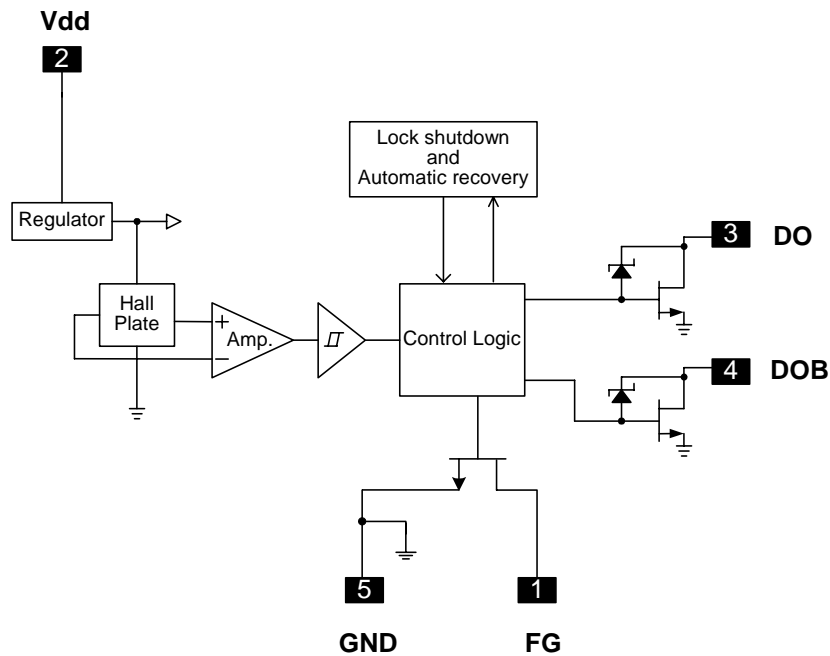 Vdd
2
Lock shutdown
and
Automatic recovery
Regulator
3 DO
Hall
Plate
+
Amp.
−
Control Logic
4 DOB
5
1
GND
FG